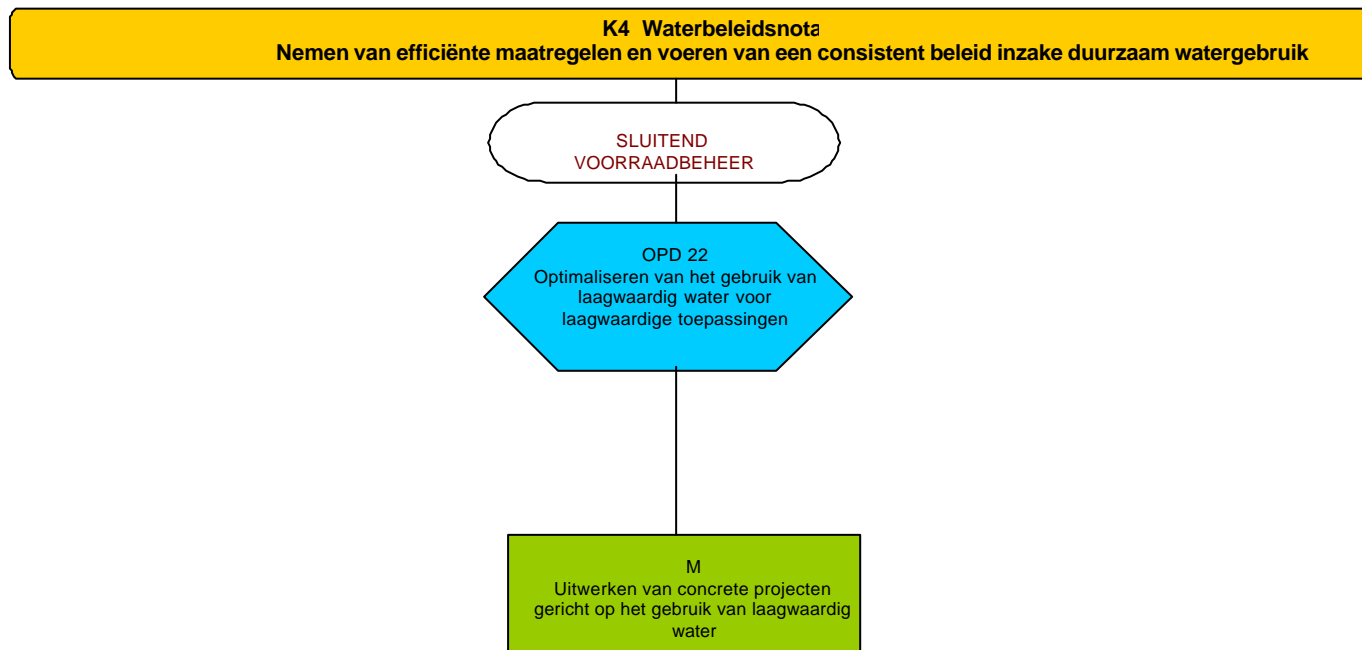 K4 Waterbeleidsnota
Nemen van efficiënte maatregelen en voeren van een consistent beleid inzake duurzaam watergebruik
SLUITEND
VOORRAADBEHEER
OPD 22
Optimaliseren van het gebruik van
laagwaardig water voor
laagwaardige toepassingen
M
Uitwerken van concrete projecten
gericht op het gebruik van laagwaardig
water